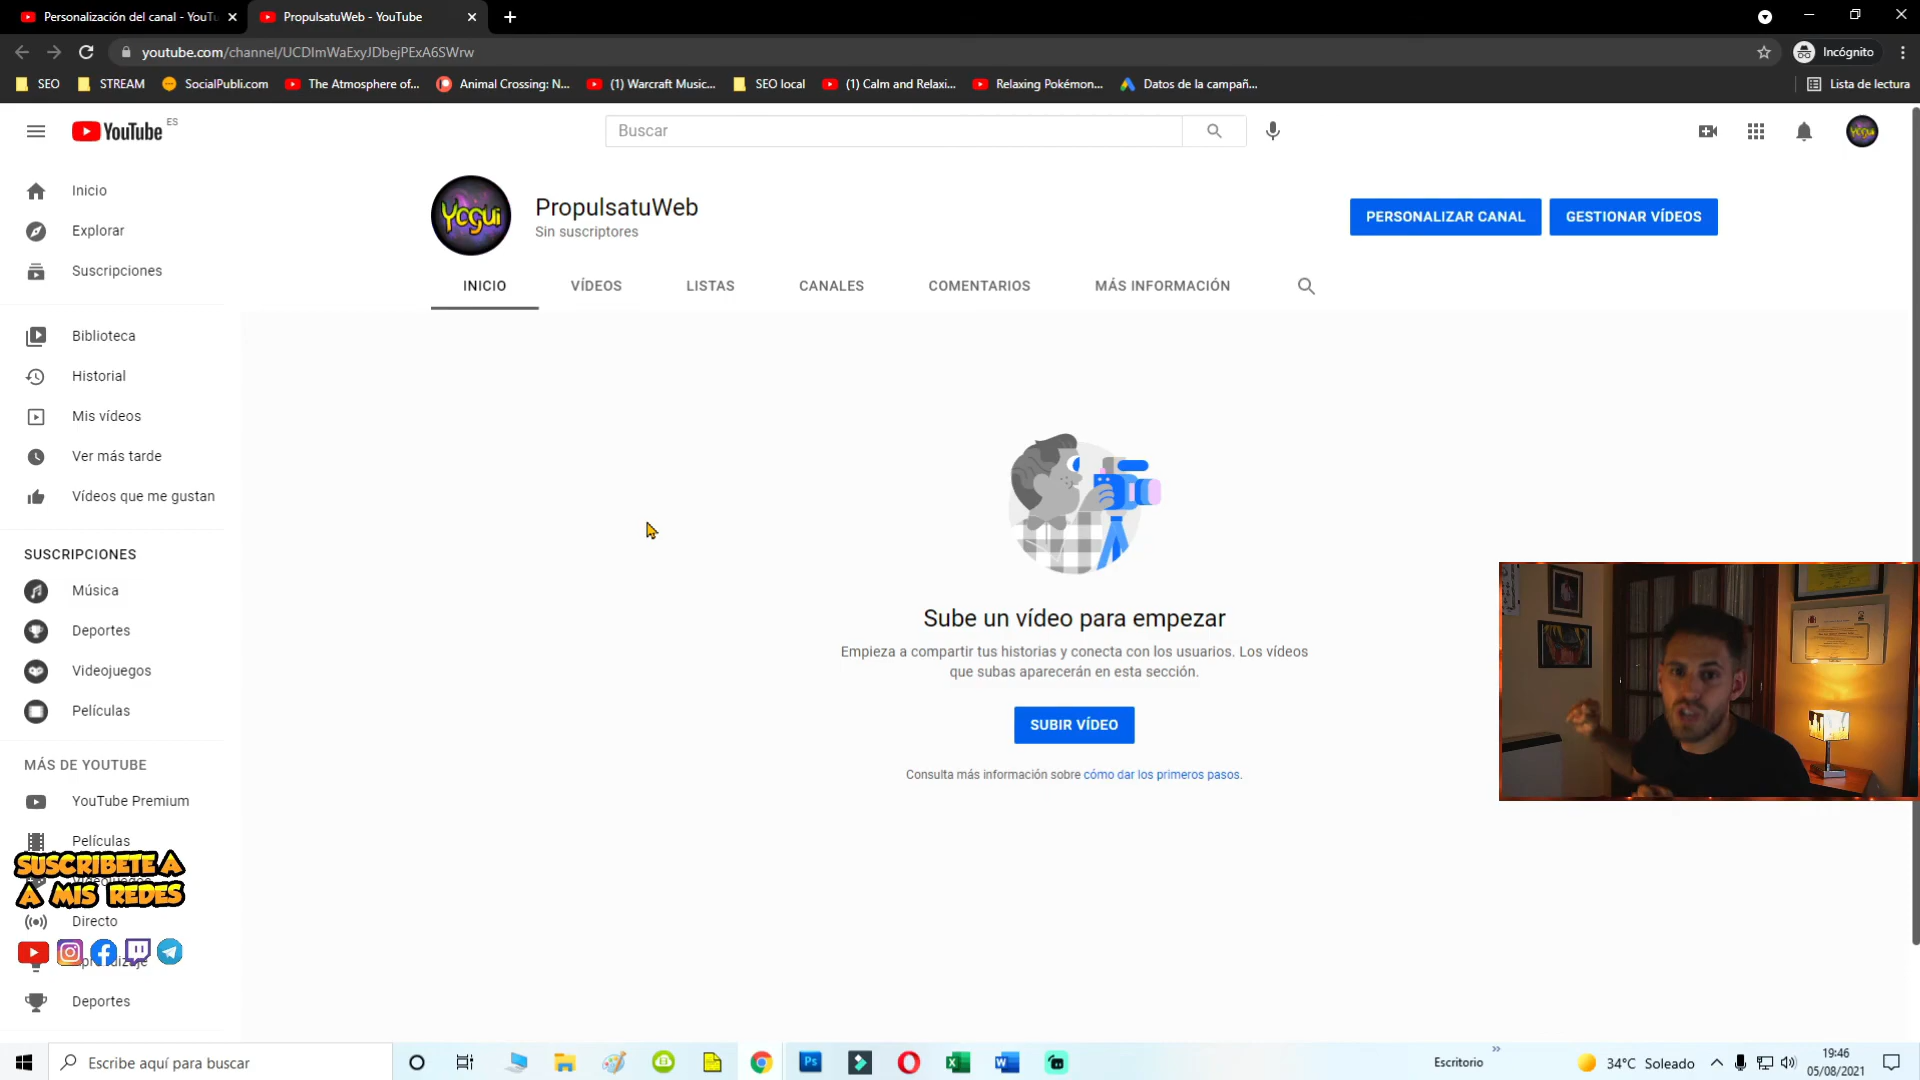 Personalización del canal - YouTu
PropulsatuWeb - YouTube
youtube.com/channel/UCDImWaExyJDbejPExA6SWrw
Incógnito
SEO
STREAM
SocialPubli.com
The Atmosphere of...
Animal Crossing: N...
(1) Warcraft Music...
SEO local
(1) Calm and Relaxi...
Relaxing Pokémon...
Datos de la campañ...
Lista de lectura
YouTube ES
Buscar
Yogui
Inicio
Explorar
Suscripciones
Biblioteca
Historial
Mis vídeos
Ver más tarde
Vídeos que me gustan
SUSCRIPCIONES
Música
Deportes
Videojuegos
Películas
MÁS DE YOUTUBE
YouTube Premium
Películas
SUSCRIBETE A
A MIS REDES
Directo
Deportes
Yogui
PropulsatuWeb
Sin suscriptores
PERSONALIZAR CANAL
GESTIONAR VÍDEOS
INICIO
VÍDEOS
LISTAS
CANALES
COMENTARIOS
MÁS INFORMACIÓN
Sube un vídeo para empezar
Empieza a compartir tus historias y conecta con los usuarios. Los vídeos
que subas aparecerán en esta sección.
SUBIR VÍDEO
Consulta más información sobre cómo dar los primeros pasos.
Escribe aquí para buscar
Ps
Escritorio
34°C Soleado
19:46
05/08/2021